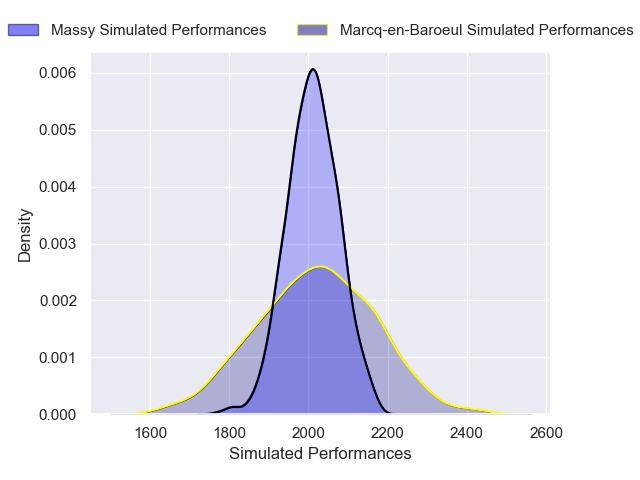 Massy Simulated Performances
Marcq-en-Baroeul Simulated Performances
0.006
0.005
0.004
0.003
0.002
0.001
0.000
Density
1600 1800 2000 2200 2400 2600
Simulated Performances